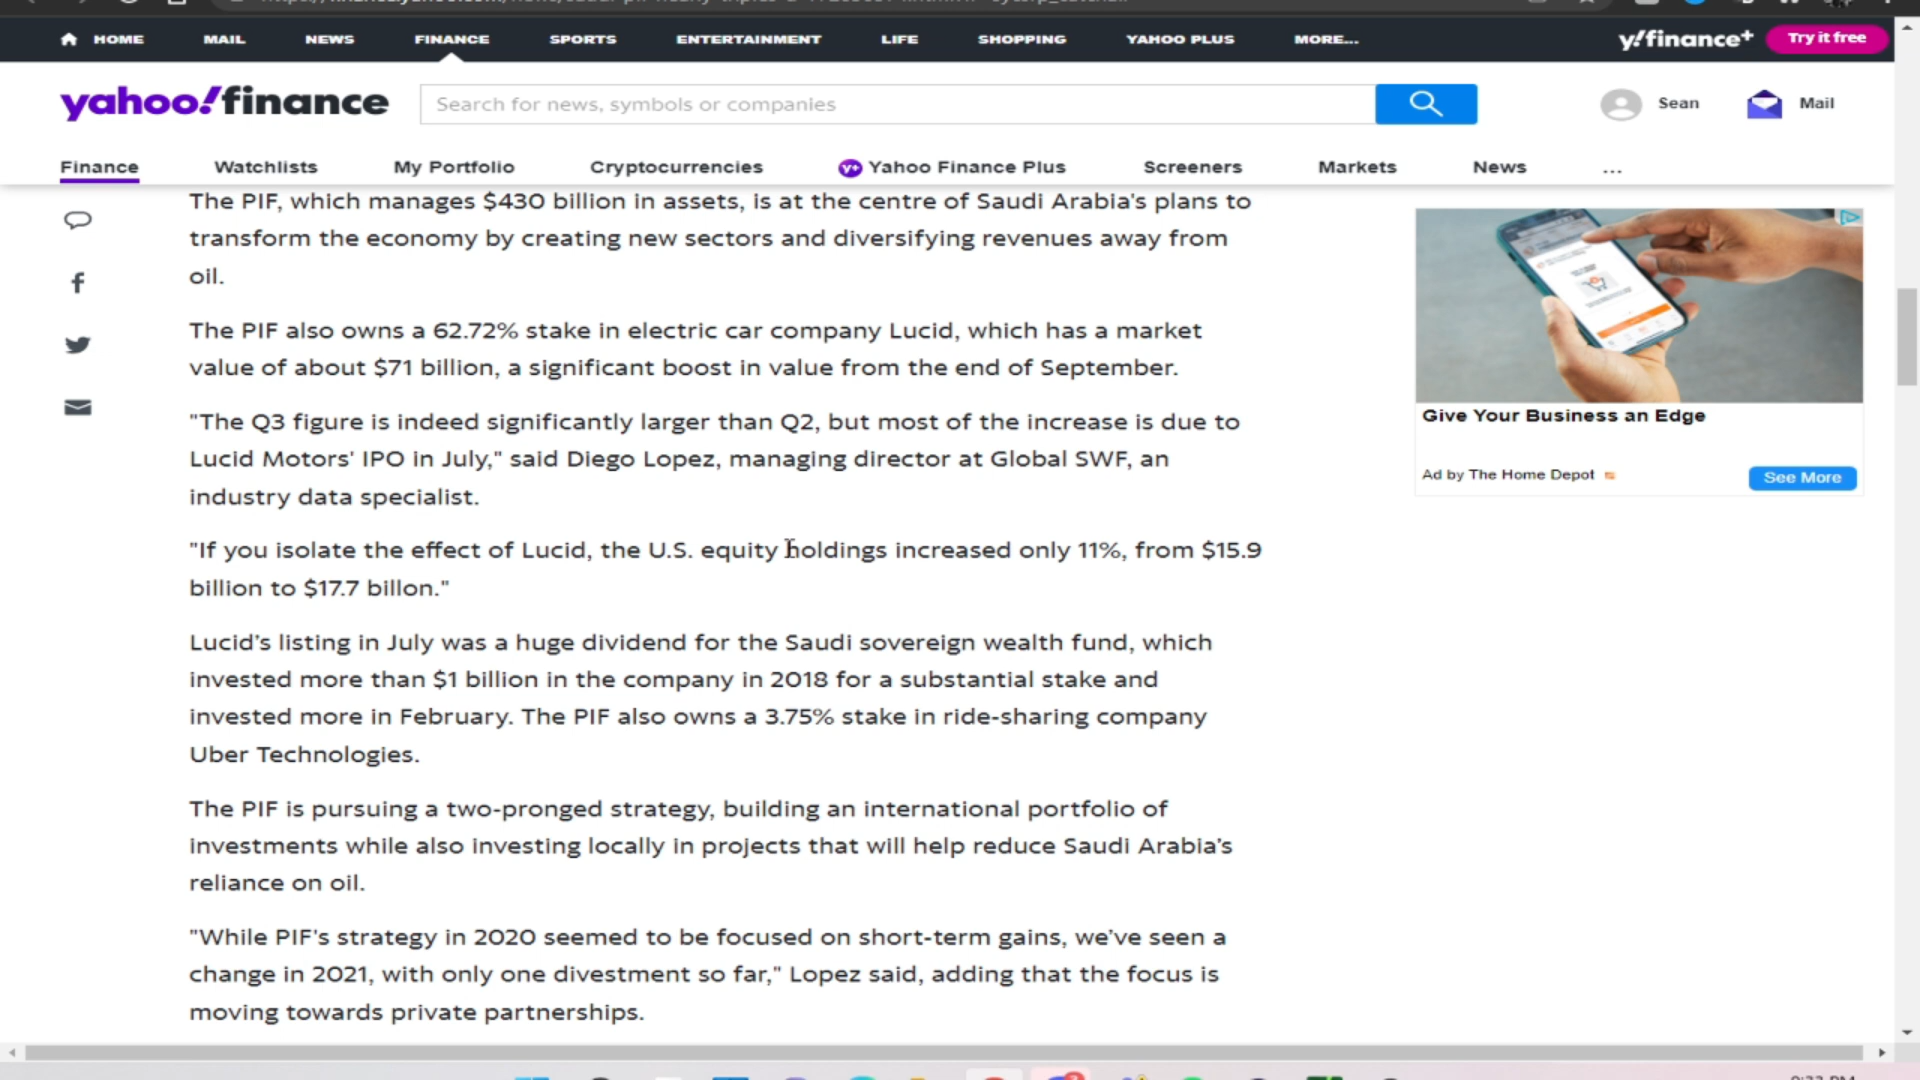 HOME MAIL NEWS FINANCE SPORTS ENTERTAINMENT LIFE SHOPPING YAHOO PLUS MORE... y!finance+ Try it free
yahoo!finance Search for news, symbols or companies Sean Mail
Finance Watchlists My Portfolio Cryptocurrencies y+ Yahoo Finance Plus Screeners Markets News ...
The PIF, which manages $430 billion in assets, is at the centre of Saudi Arabia's plans to
transform the economy by creating new sectors and diversifying revenues away from
oil.
The PIF also owns a 62.72% stake in electric car company Lucid, which has a market
value of about $71 billion, a significant boost in value from the end of September.
"The Q3 figure is indeed significantly larger than Q2, but most of the increase is due to
Lucid Motors' IPO in July," said Diego Lopez, managing director at Global SWF, an
industry data specialist.
"If you isolate the effect of Lucid, the U.S. equity holdings increased only 11%, from $15.9
billion to $17.7 billon."
Lucid's listing in July was a huge dividend for the Saudi sovereign wealth fund, which
invested more than $1 billion in the company in 2018 for a substantial stake and
invested more in February. The PIF also owns a 3.75% stake in ride-sharing company
Uber Technologies.
The PIF is pursuing a two-pronged strategy, building an international portfolio of
investments while also investing locally in projects that will help reduce Saudi Arabia's
reliance on oil.
"While PIF's strategy in 2020 seemed to be focused on short-term gains, we've seen a
change in 2021, with only one divestment so far," Lopez said, adding that the focus is
moving towards private partnerships.
Give Your Business an Edge
Ad by The Home Depot
See More